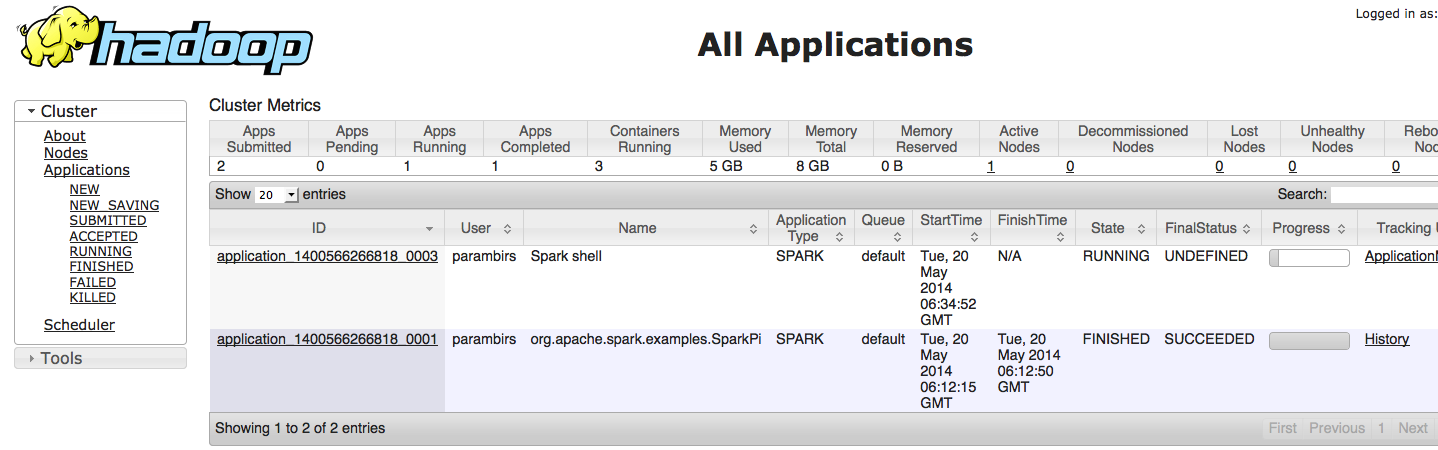 hadoop
Logged in as:
All Applications
Cluster
About
Nodes
Applications
NEW
NEW_SAVING
SUBMITTED
ACCEPTED
RUNNING
FINISHED
FAILED
KILLED
Scheduler
Tools
Cluster Metrics
Apps Submitted Apps Pending Apps Running Apps Completed Containers Running Memory Used Memory Total Memory Reserved Active Nodes Decommissioned Nodes Lost Nodes Unhealthy Nodes Rebo Noc
2 0 1 1 3 5 GB 8 GB 0 B 1 0 0 0 0
Show 20 entries Search:
ID User Name Application Type Queue StartTime FinishTime State FinalStatus Progress Tracking U
application_1400566266818_0003 parambirs Spark shell SPARK default Tue, 20 N/A RUNNING UNDEFINED ApplicationM
May
2014
06:34:52
GMT
application_1400566266818_0001 parambirs org.apache.spark.examples.SparkPi SPARK default Tue, 20 Tue, 20 FINISHED SUCCEEDED History
May May 2014
2014 06:12:50
06:12:15 GMT
GMT
Showing 1 to 2 of 2 entries First Previous 1 Next